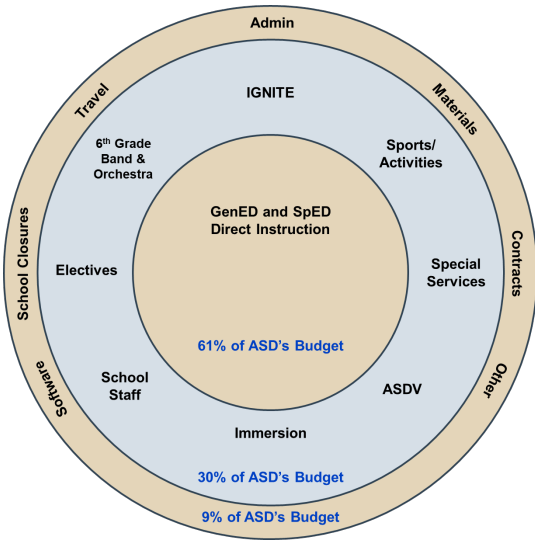 Admin
Travel
Materials
IGNITE
6th Grade
Band &
Orchestra
Sports/
Activities
GenED and SpED
Direct Instruction
School Closures
Electives
Special
Services
Contracts
61% of ASD's Budget
Software
School
Staff
ASDV
Other
Immersion
30% of ASD's Budget
9% of ASD's Budget